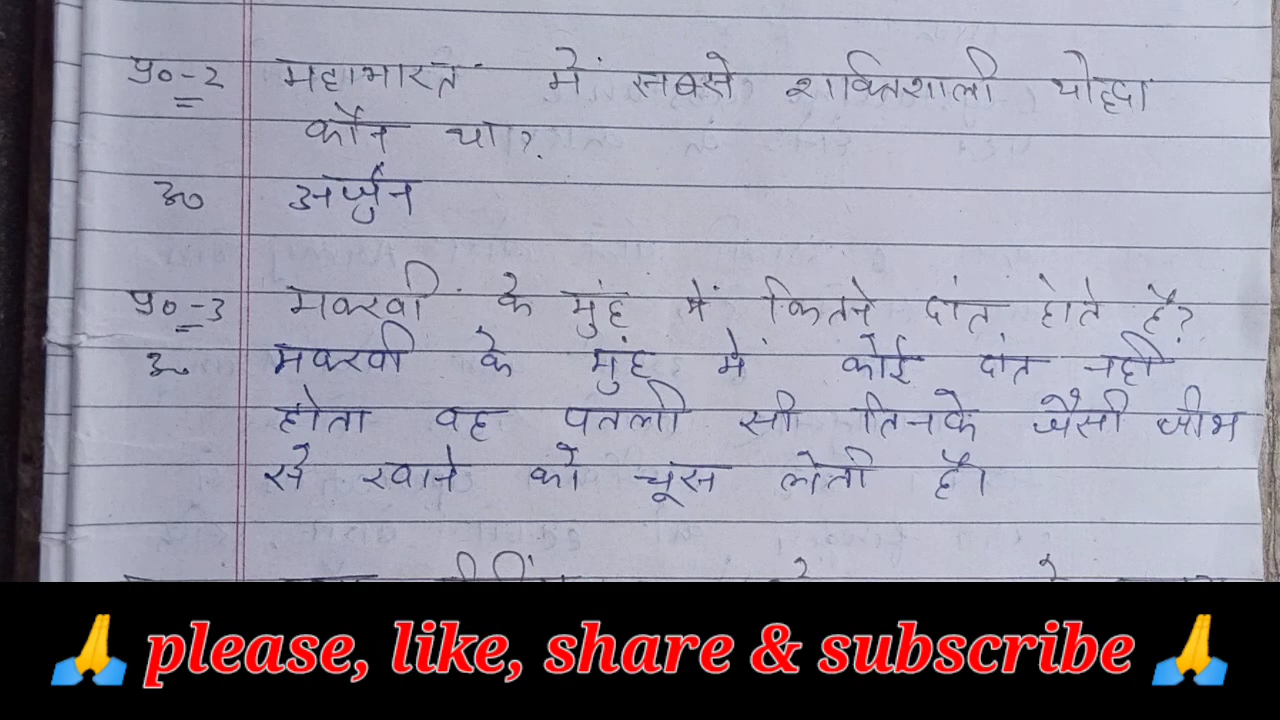 प्र०-2 महाभारत में सबसे शक्तिशाली योद्धा
कौन था?
उ० अर्जुन
प्र०-3 मक्खी के मुंह में कितने दांत होते है?
उ० मक्खी के मुंह में कोई दांत नही
होता वह पतली सी तिनके जैसी जीभ
से खाने को चूंस लेती है।
🙏 please, like, share & subscribe 🙏